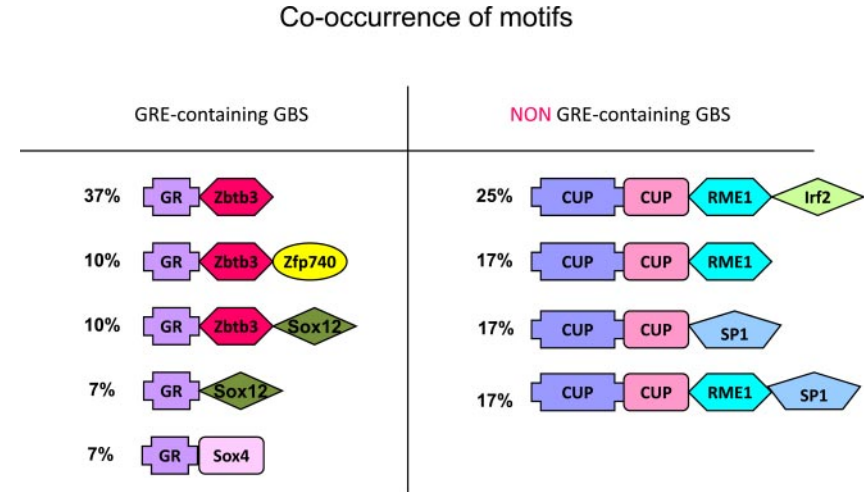 Co-occurrence of motifs
GRE-containing GBS
NON GRE-containing GBS
37% GR Zbtb3
10% GR Zbtb3 Zfp740
10% GR Zbtb3 Sox12
7% GR Sox12
7% GR Sox4
25% CUP CUP RME1 Irf2
17% CUP CUP RME1
17% CUP CUP SP1
17% CUP CUP RME1 SP1